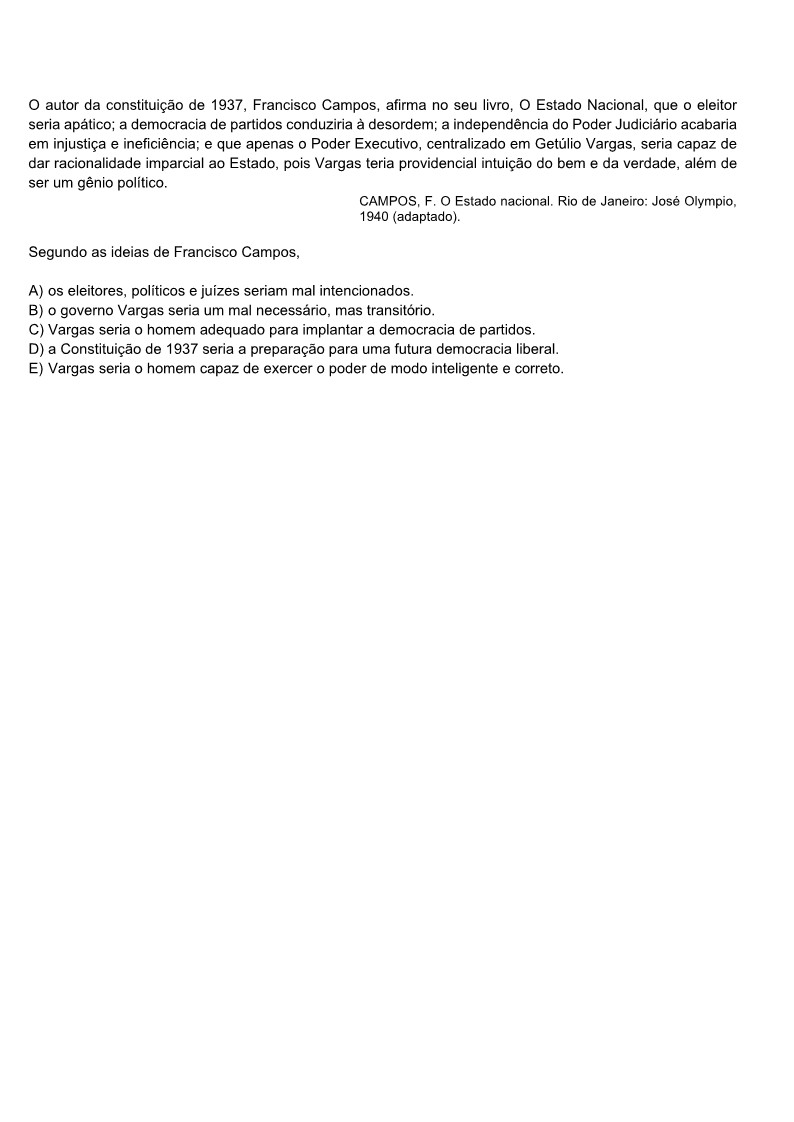 O autor da constituição de 1937, Francisco Campos, afirma no seu livro, O Estado Nacional, que o eleitor
seria apático; a democracia de partidos conduziria à desordem; a independência do Poder Judiciário acabaria
em injustiça e ineficiência; e que apenas o Poder Executivo, centralizado em Getúlio Vargas, seria capaz de
dar racionalidade imparcial ao Estado, pois Vargas teria providencial intuição do bem e da verdade, além de
ser um gênio político.
CAMPOS, F. O Estado nacional. Rio de Janeiro: José Olympio,
1940 (adaptado).
Segundo as ideias de Francisco Campos,
A) os eleitores, políticos e juízes seriam mal intencionados.
B) o governo Vargas seria um mal necessário, mas transitório.
C) Vargas seria o homem adequado para implantar a democracia de partidos.
D) a Constituição de 1937 seria a preparação para uma futura democracia liberal.
E) Vargas seria o homem capaz de exercer o poder de modo inteligente e correto.